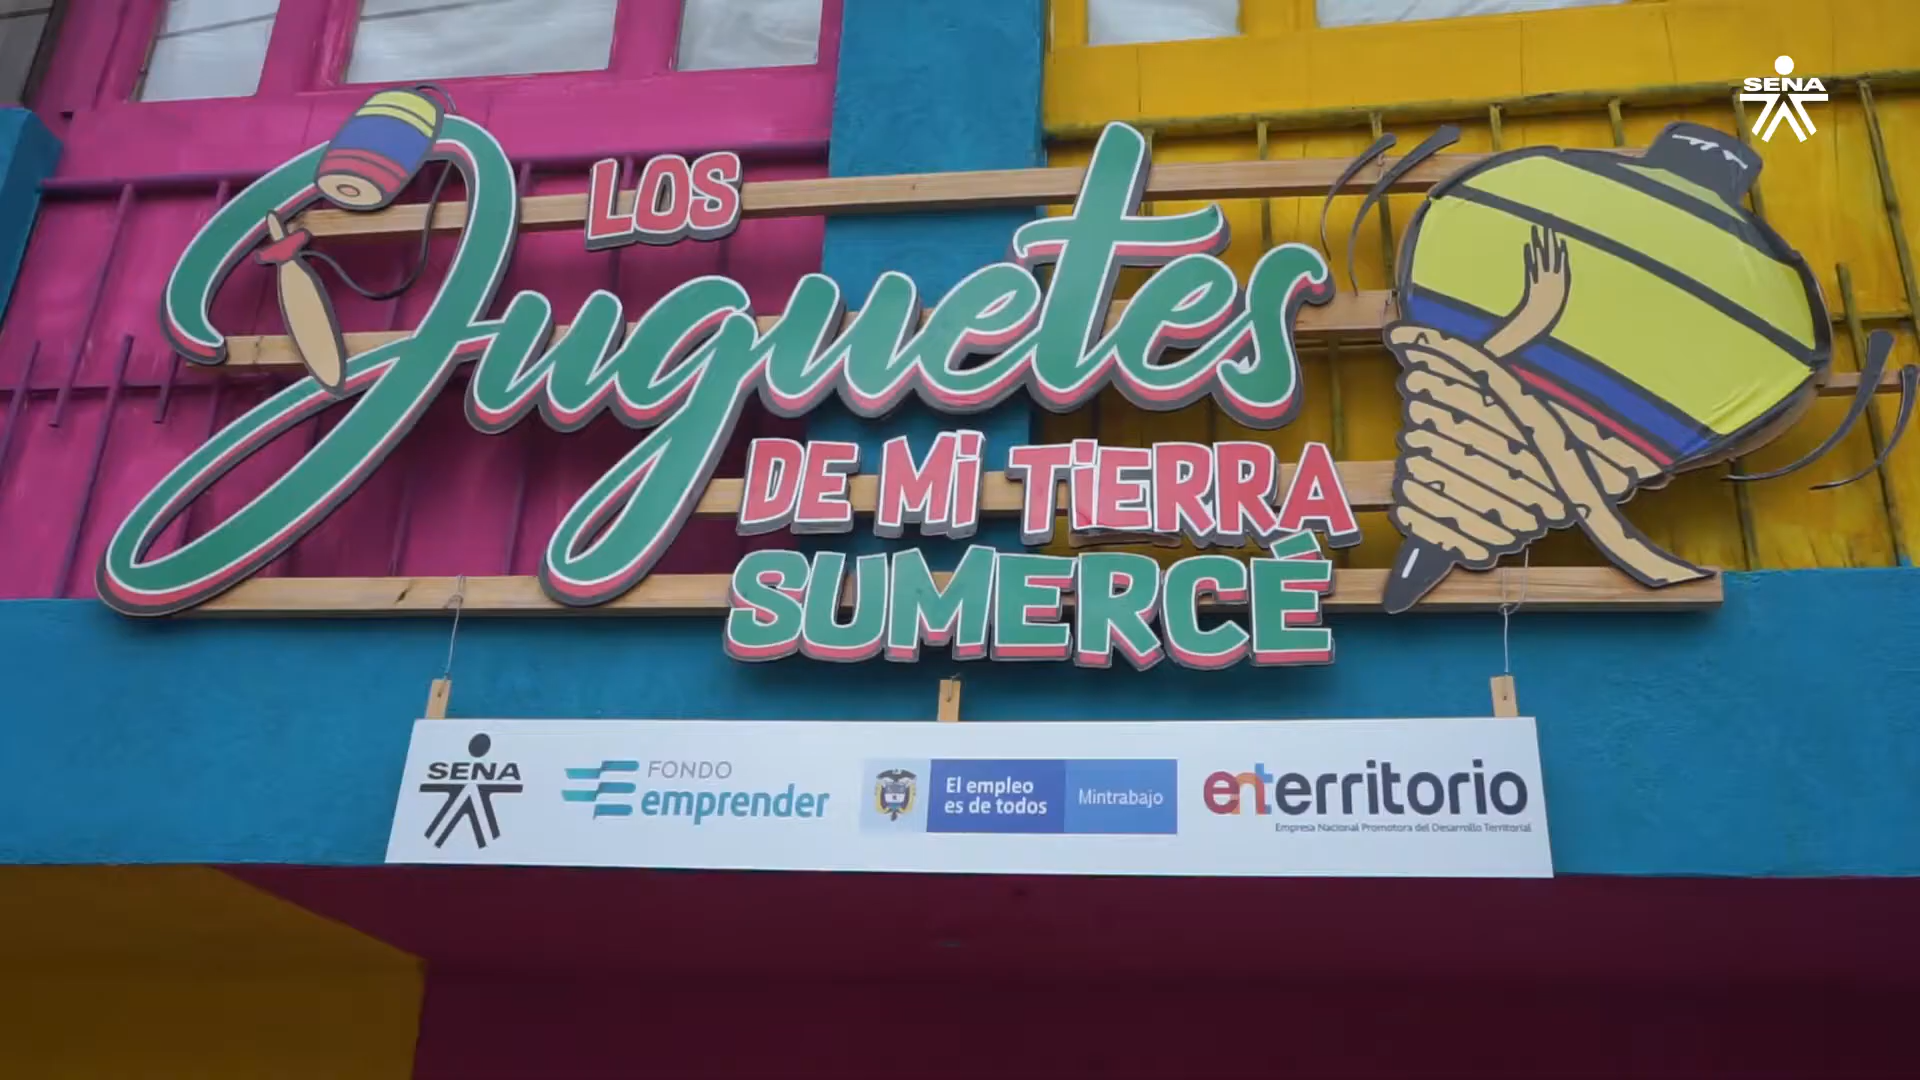 SENA
LOS
Juguetes
DE Mi TiERRA
SUMERCÉ
SENA
FONDO
emprender
El empleo
es de todos
Mintrabajo
enterritorio
Empresa Nacional Promotora del Desarrollo Territorial